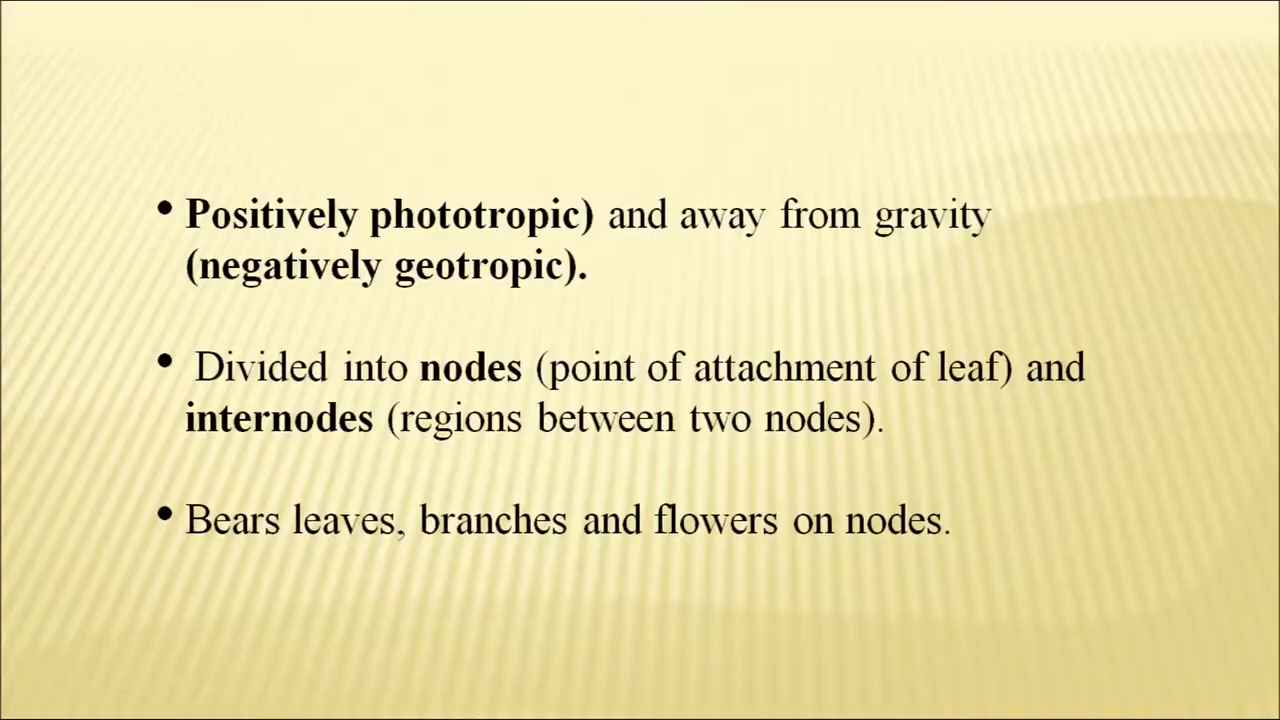 • Positively phototropic) and away from gravity
(negatively geotropic).
• Divided into nodes (point of attachment of leaf) and
internodes (regions between two nodes).
• Bears leaves, branches and flowers on nodes.